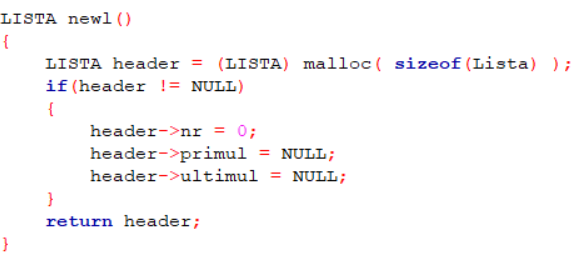 LISTA newl()
{
    LISTA header = (LISTA) malloc( sizeof(Lista) );
    if(header != NULL)
    {
        header->nr = 0;
        header->primul = NULL;
        header->ultimul = NULL;
    }
    return header;
}